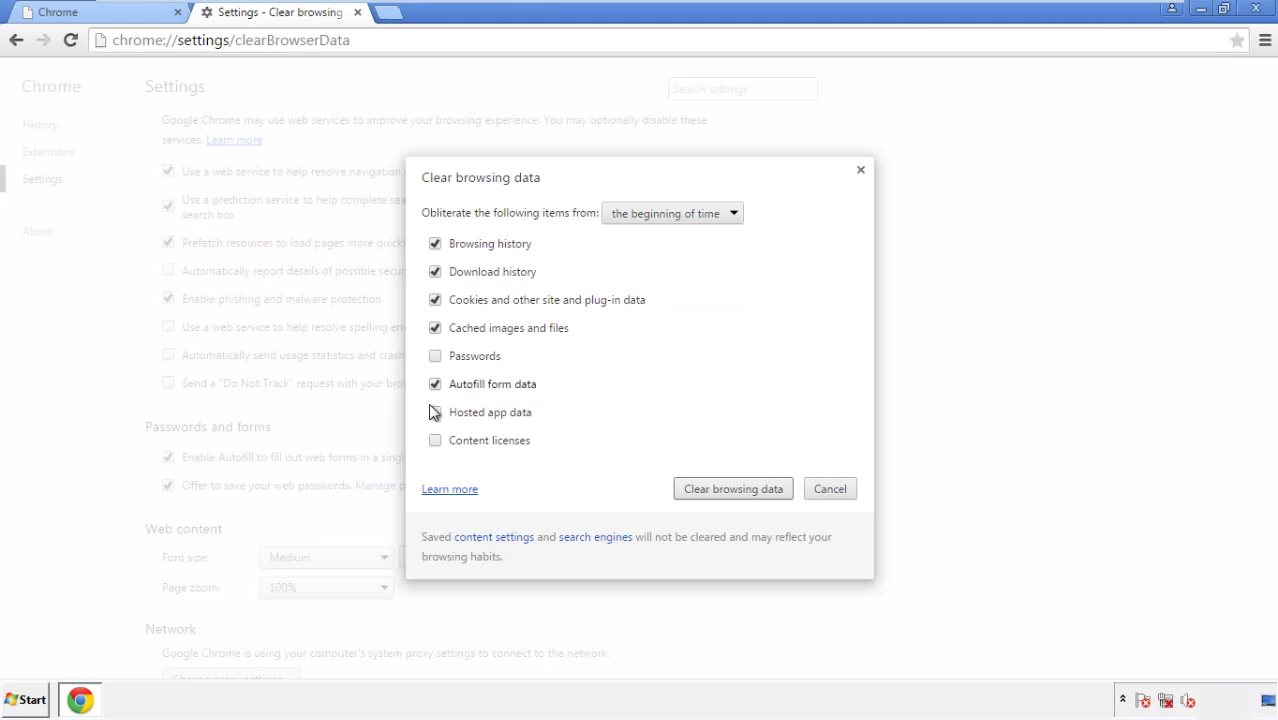 Chrome
Settings - Clear browsing
chrome://settings/clearBrowserData
Chrome
Settings
Search settings
History
Google Chrome may use web services to improve your browsing experience. You may optionally disable these
services. Learn more
Extensions
Settings
Use a web service to help resolve navigation
Use a prediction service to help complete
search box
About
Prefetch resources to load pages more
Automatically report details of possible
Enable phishing and malware protection
Use a web service to help resolve spelling
Automatically send usage statistics and
Send a "Do Not Track" request with your
Passwords and forms
Enable Autofill to fill out web forms in a
Offer to save your web passwords. Manage
Web content
Font size: Medium
Page zoom: 100%
Network
Google Chrome is using your computer's system proxy settings to connect to the network.
Clear browsing data
Obliterate the following items from: the beginning of time
Browsing history
Download history
Cookies and other site and plug-in data
Cached images and files
Passwords
Autofill form data
Hosted app data
Content licenses
Learn more
Clear browsing data
Cancel
Saved content settings and search engines will not be cleared and may reflect your
browsing habits.
Start